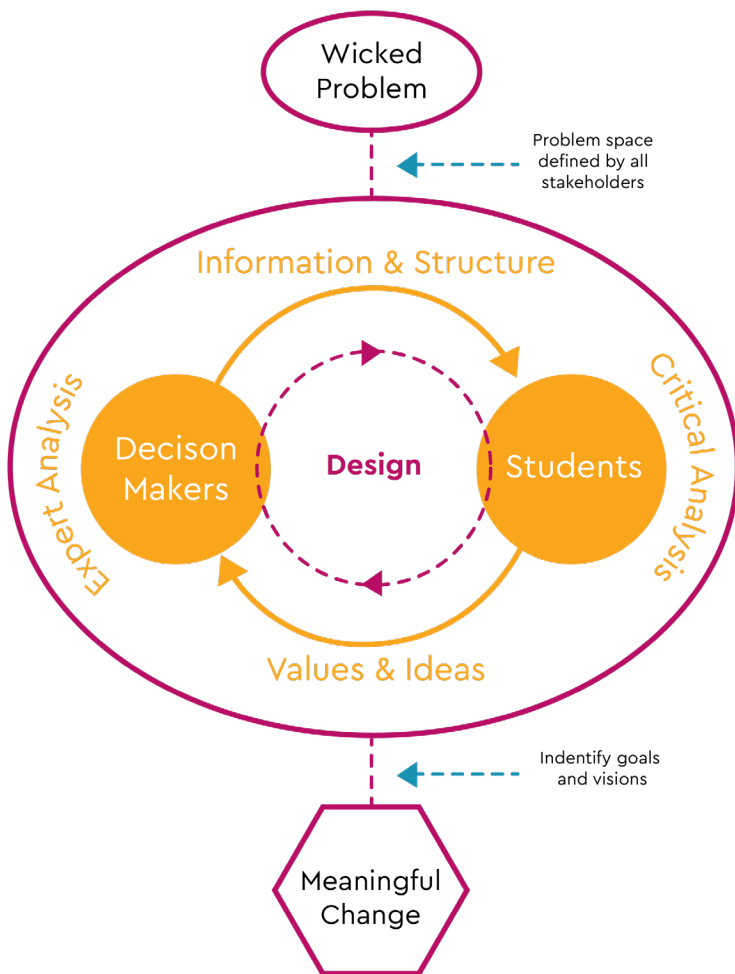 Wicked
Problem
Problem space
defined by all
stakeholders
Information & Structure
Expert Analysis
Decison
Makers
Design
Students
Critical Analysis
Values & Ideas
Indentify goals
and visions
Meaningful
Change